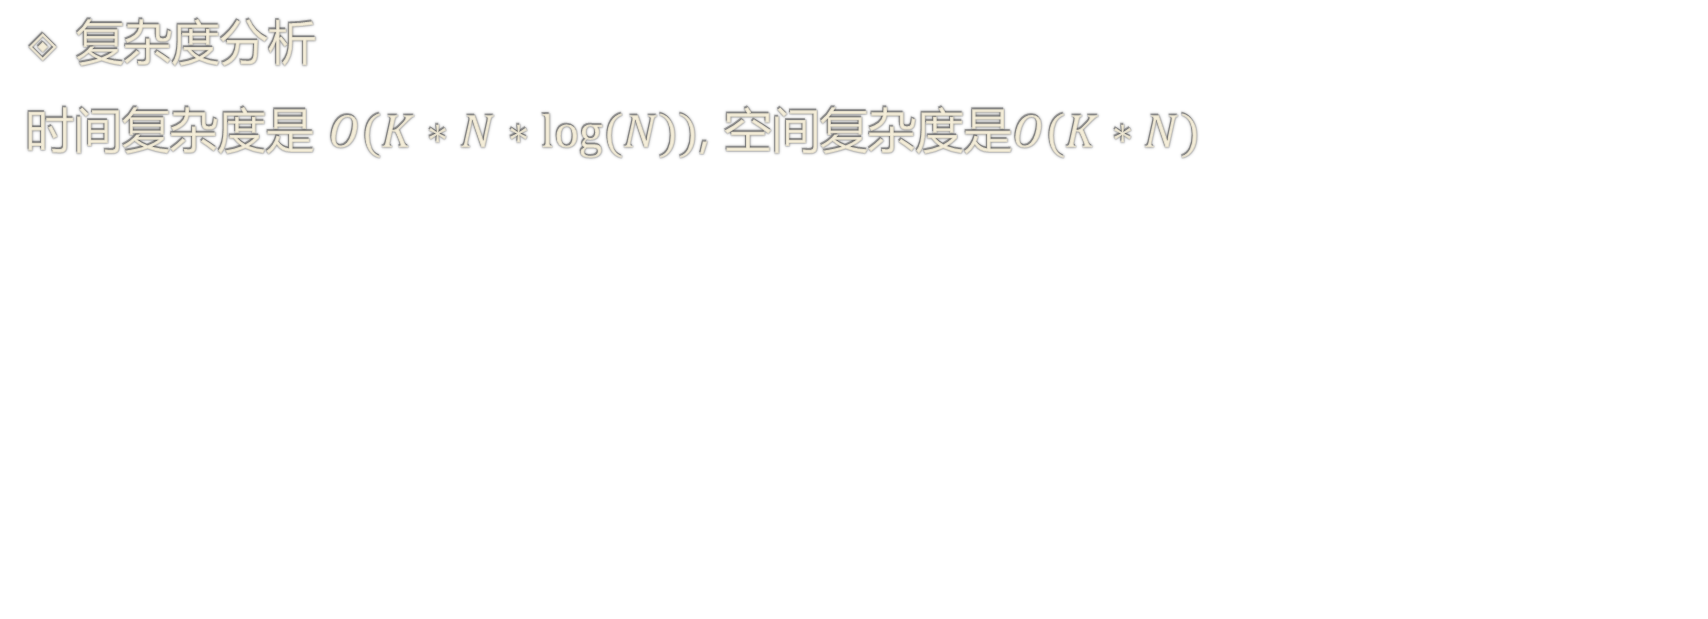 ❖ 复杂度分析
时间复杂度是 O(K * N * log(N)), 空间复杂度是O(K * N)